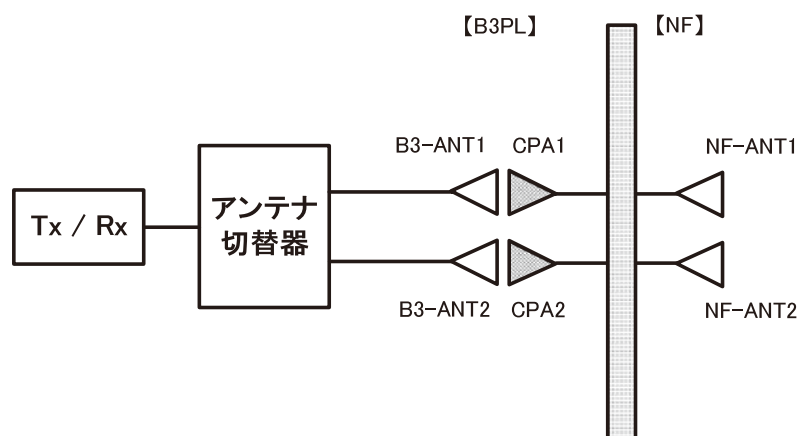 【B3PL】
【NF】
B3-ANT1
CPA1
NF-ANT1
Tx / Rx
アンテナ
切替器
B3-ANT2
CPA2
NF-ANT2